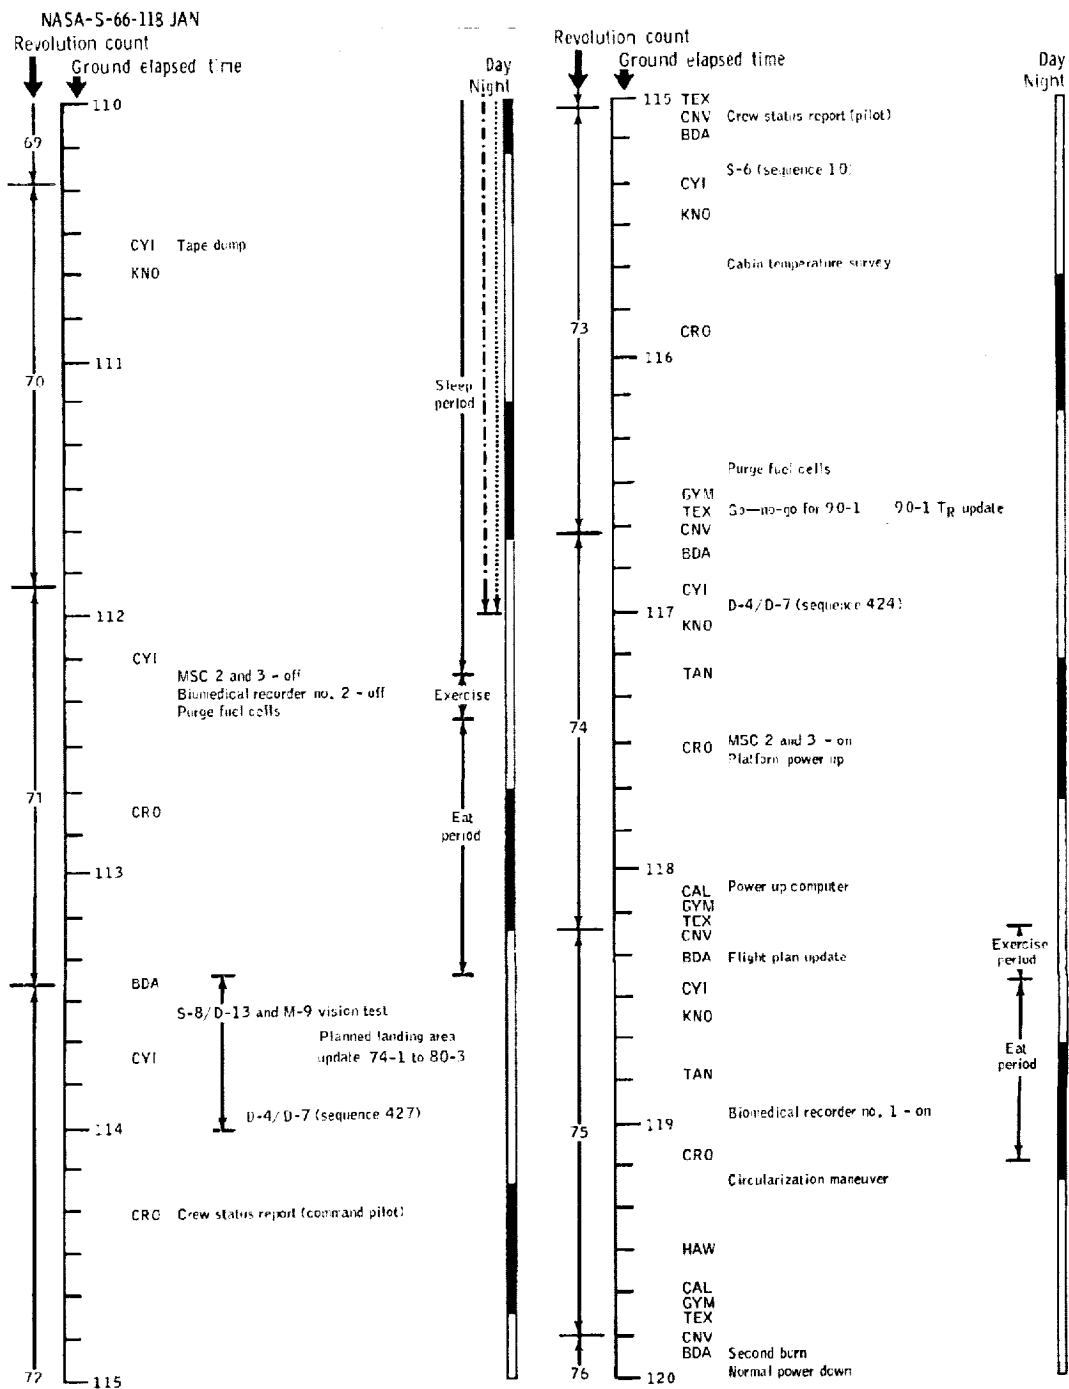 NASA-S-66-118 JAN
Revolution count
Ground elapsed time
Day
Night
110
69
CYI Tape dump
KNO
111
70
Sleep
period
112
CYI
MSC 2 and 3 - off
Biomedical recorder no. 2 - off
Purge fuel cells
Exercise
71
CRO
Eat
period
113
BDA
S-8/D-13 and M-9 vision test
Planned landing area
update 74-1 to 80-3
CYI
D-4/D-7 (sequence 427)
114
CRO Crew status report (command pilot)
72
115
Revolution count
Ground elapsed time
Day
Night
115 TEX
CNV Crew status report (pilot)
BDA
S-6 (sequence 10)
CYI
KNO
Cabin temperature survey
73
CRO
116
Purge fuel cells
GYM
TEX Go—no-go for 90-1 90-1 TR update
CNV
BDA
CYI
D-4/D-7 (sequence 424)
117
KNO
TAN
74
CRO MSC 2 and 3 - on
Platform power up
118
CAL Power up computer
GYM
TEX
CNV
Exercise
period
BDA Flight plan update
CYI
KNO
Eat
period
TAN
Biomedical recorder no. 1 - on
119
75
CRO
Circularization maneuver
HAW
CAL
GYM
TEX
CNV
BDA Second burn
76
120 Normal power down